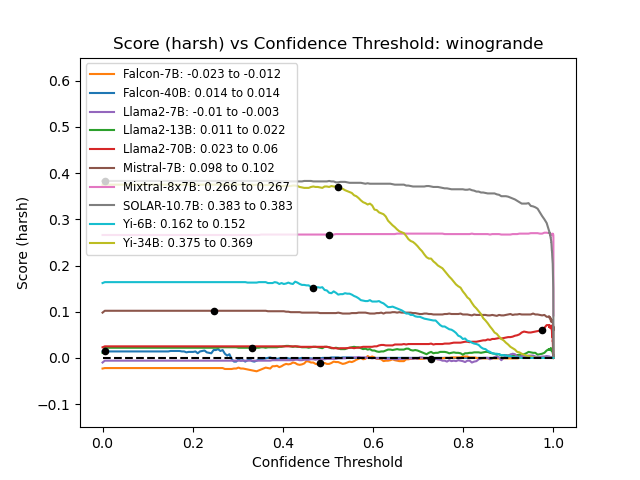 Score (harsh) vs Confidence Threshold: winogrande
Score (harsh)
0.6
0.5
0.4
0.3
0.2
0.1
0.0
−0.1
Falcon-7B: -0.023 to -0.012
Falcon-40B: 0.014 to 0.014
Llama2-7B: -0.01 to -0.003
Llama2-13B: 0.011 to 0.022
Llama2-70B: 0.023 to 0.06
Mistral-7B: 0.098 to 0.102
Mixtral-8x7B: 0.266 to 0.267
SOLAR-10.7B: 0.383 to 0.383
Yi-6B: 0.162 to 0.152
Yi-34B: 0.375 to 0.369
0.0 0.2 0.4 0.6 0.8 1.0
Confidence Threshold